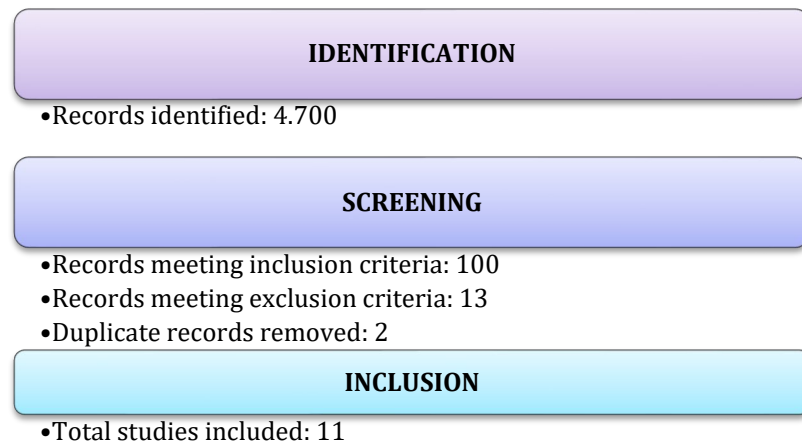 IDENTIFICATION
•Records identified: 4.700
SCREENING
•Records meeting inclusion criteria: 100
•Records meeting exclusion criteria: 13
•Duplicate records removed: 2
INCLUSION
•Total studies included: 11